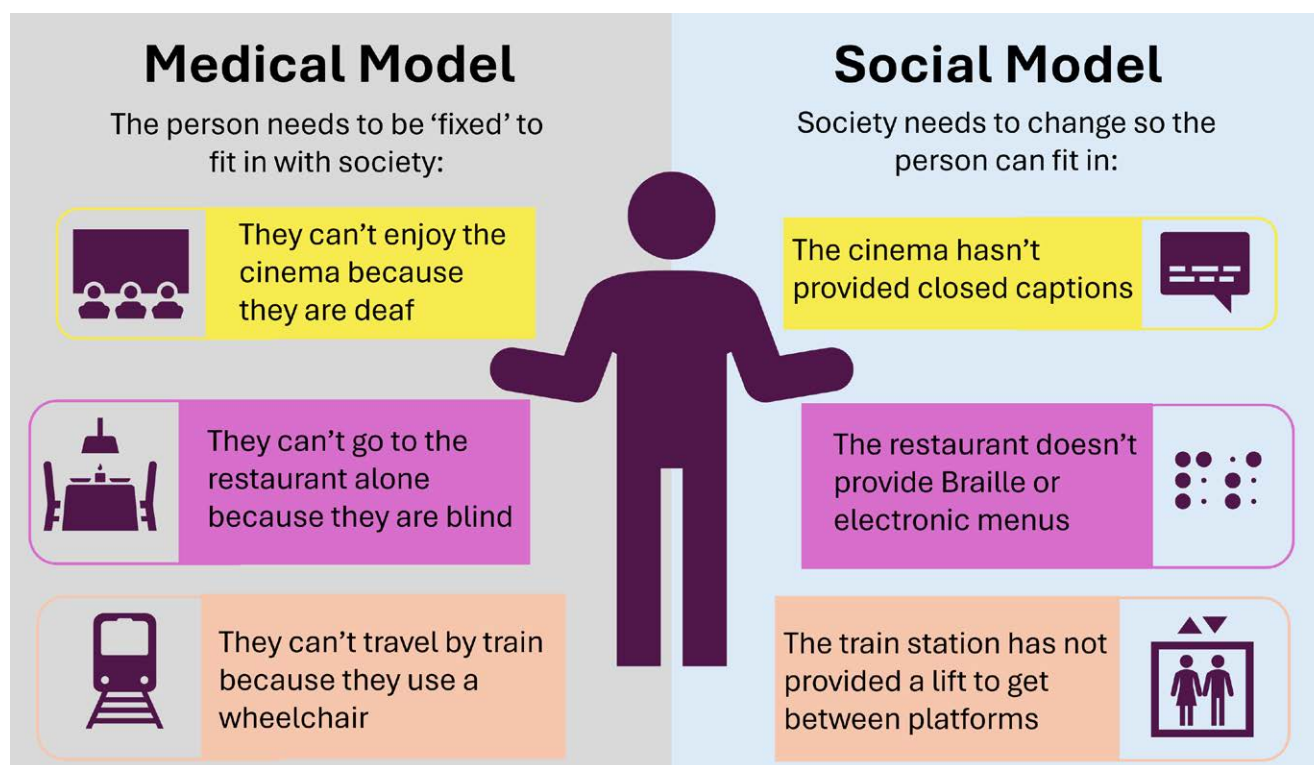 Medical Model
The person needs to be ‘fixed’ to
fit in with society:
They can’t enjoy the
cinema because
they are deaf
They can’t go to the
restaurant alone
because they are blind
They can’t travel by train
because they use a
wheelchair
Social Model
Society needs to change so the
person can fit in:
The cinema hasn’t
provided closed captions
The restaurant doesn’t
provide Braille or
electronic menus
The train station has not
provided a lift to get
between platforms